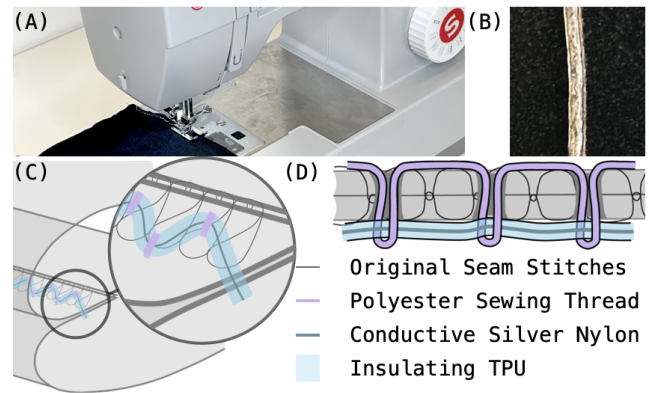 (A)
(B)
(C)
(D)
Original Seam Stitches
Polyester Sewing Thread
Conductive Silver Nylon
Insulating TPU